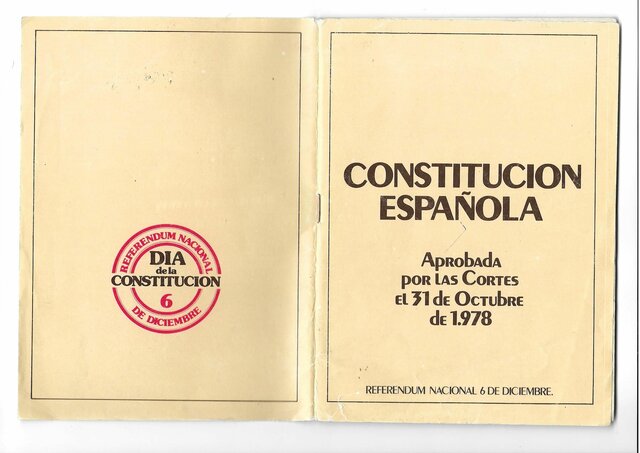 REFERENDUM NACIONAL
DIA
de la
CONSTITUCION
6
DE DICIEMBRE
CONSTITUCION
ESPAÑOLA
Aprobada
por las Cortes
el 31 de Octubre
de 1.978
REFERENDUM NACIONAL 6 DE DICIEMBRE.